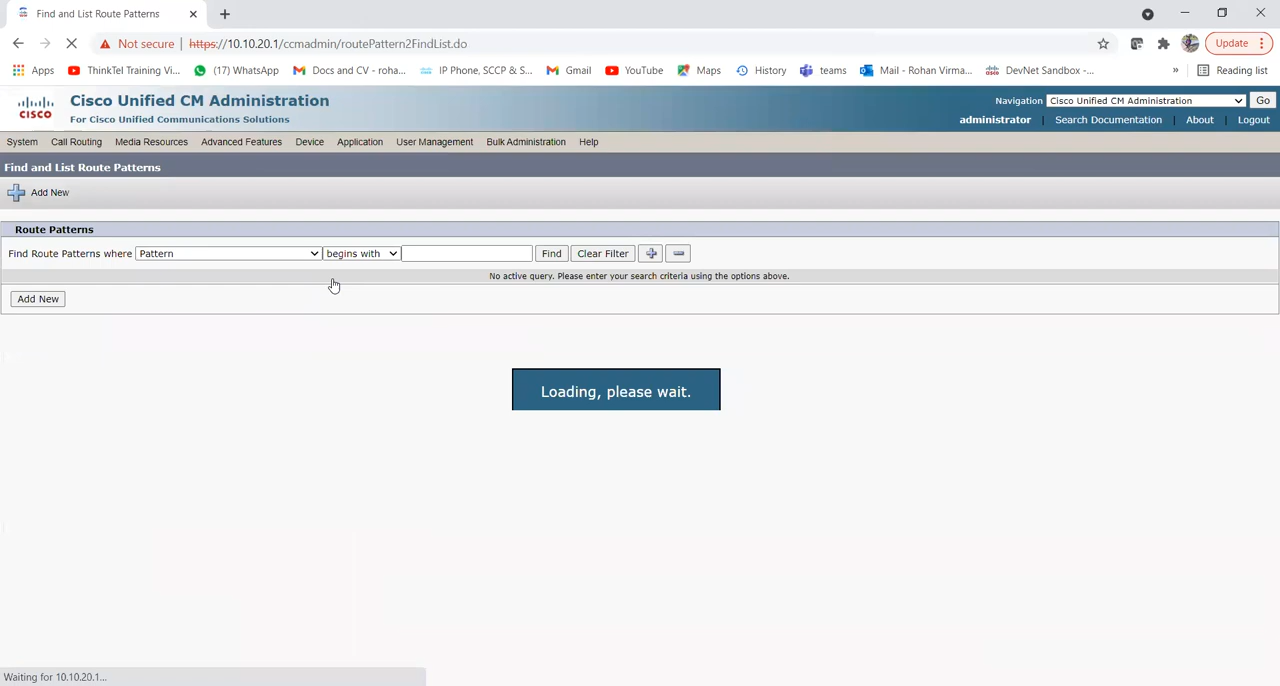 Find and List Route Patterns
Not secure | https://10.10.20.1/ccmadmin/routePattern2FindList.do Update
Apps ThinkTel Training Vi... (17) WhatsApp Docs and CV - roha... IP Phone, SCCP & S... Gmail YouTube Maps History teams Mail - Rohan Virma... DevNet Sandbox -... » Reading list
CISCO
Cisco Unified CM Administration
For Cisco Unified Communications Solutions
Navigation Cisco Unified CM Administration Go
administrator | Search Documentation | About | Logout
System Call Routing Media Resources Advanced Features Device Application User Management Bulk Administration Help
Find and List Route Patterns
Add New
Route Patterns
Find Route Patterns where Pattern begins with Find Clear Filter
No active query. Please enter your search criteria using the options above.
Add New
Loading, please wait.
Waiting for 10.10.20.1...